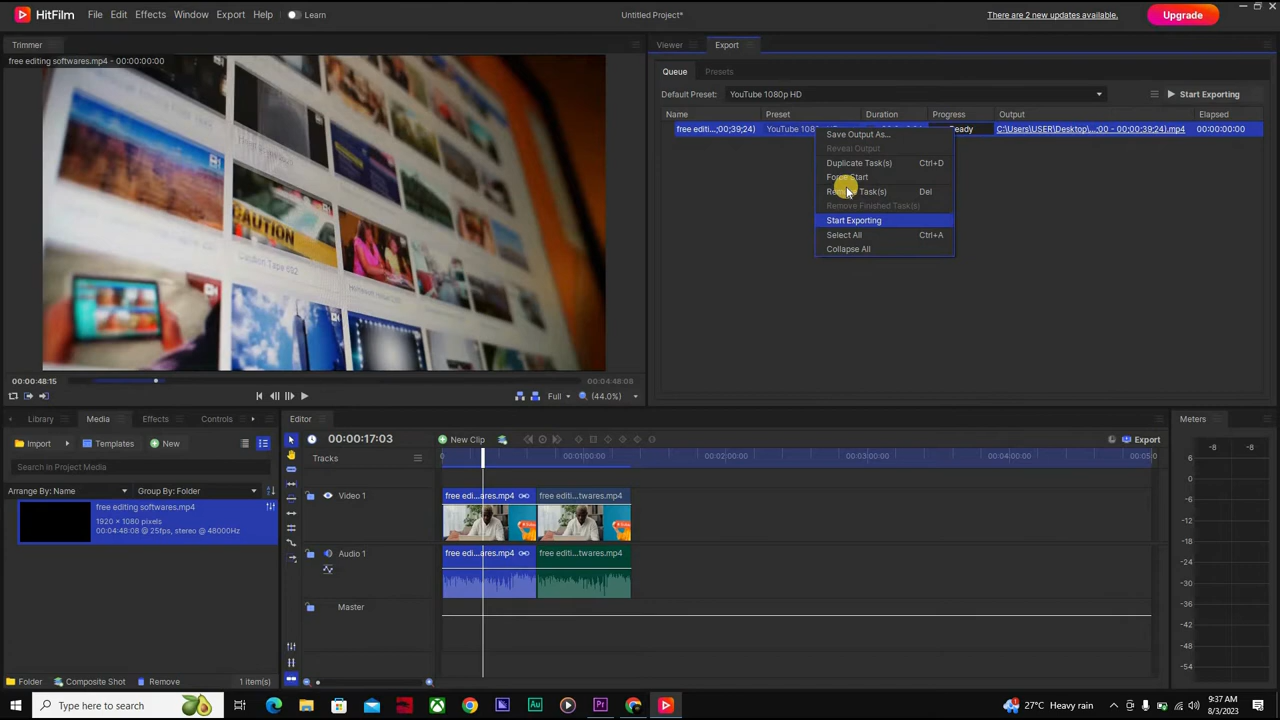 HitFilm File Edit Effects Window Export Help Learn Untitled Project* There are 2 new updates available. Upgrade
Trimmer
free editing softwares.mp4 - 00:00:00:00
Viewer Export
Queue Presets
Default Preset: YouTube 1080p HD Start Exporting
Name Preset Duration Progress Output Elapsed
free editi...;00;39;24) YouTube 1080 Ready C:\Users\USER\Desktop\...;00 - 00;00;39;24).mp4 00:00:00:00
Save Output As...
Reveal Output
Duplicate Task(s) Ctrl+D
Force Start
Remove Task(s) Del
Remove Finished Task(s)
Start Exporting
Select All Ctrl+A
Collapse All
CAUTION
Caution Tape 692
00:00:48:15 00:04:48:08
Full (44.0%)
Library Media Effects Controls
Import Templates New
Search in Project Media
Arrange By: Name Group By: Folder
free editing softwares.mp4
1920 × 1080 pixels
00:04:48:08 @ 25fps, stereo @ 48000Hz
Folder Composite Shot Remove 1 item(s)
Editor
00:00:17:03 New Clip Export
Tracks 0 00:01:00:00 00:02:00:00 00:03:00:00 00:04:00:00 00:05:0
Video 1 free edi...ares.mp4 free editi...twares.mp4
Audio 1 free edi...ares.mp4 free editi...twares.mp4
Master
Meters
-8 -8
6
0
-6
-12
-18
-24
-30
-36
-42
-48
-54
Type here to search
27°C Heavy rain
9:37 AM
8/3/2023